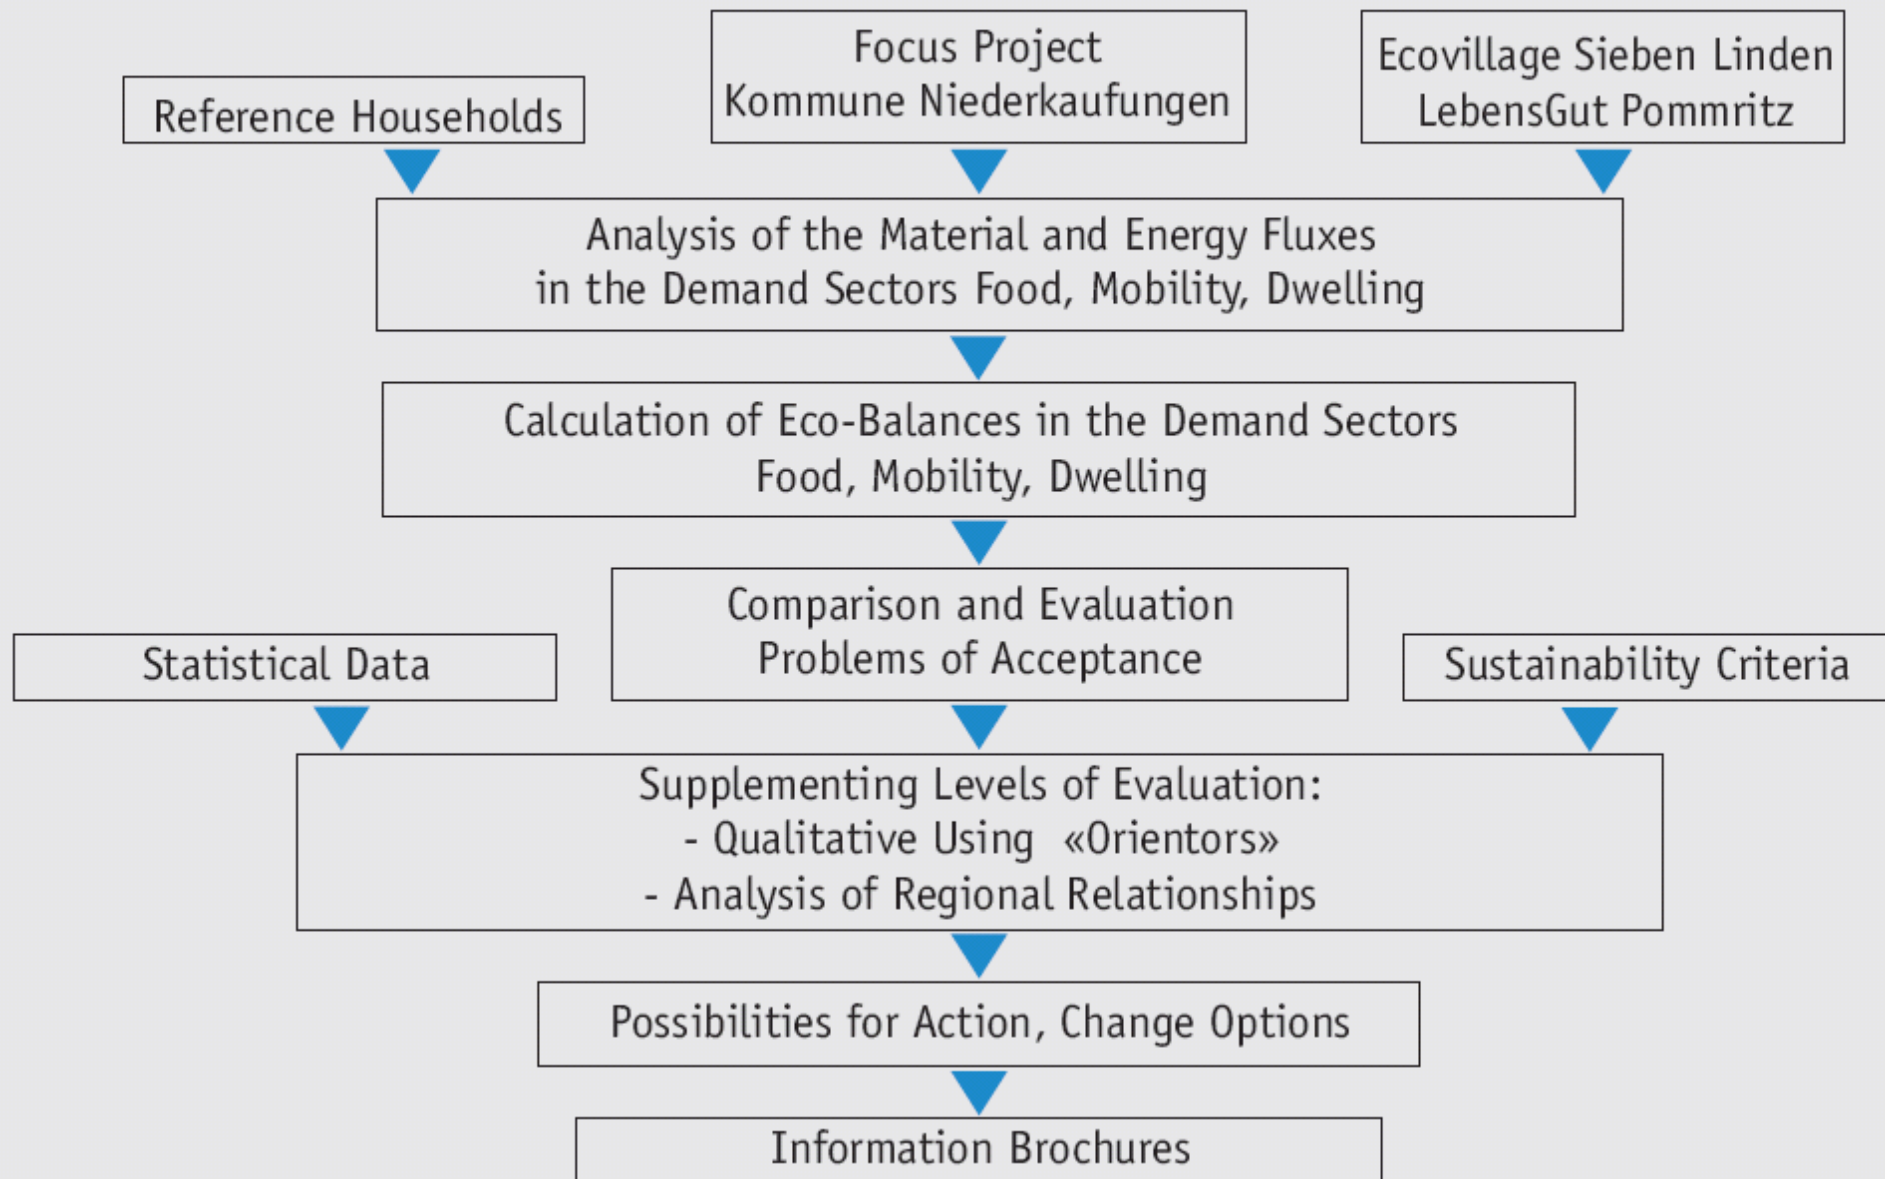 Reference Households
Focus Project
Kommune Niederkaufungen
Ecovillage Sieben Linden
LebensGut Pommritz
Analysis of the Material and Energy Fluxes
in the Demand Sectors Food, Mobility, Dwelling
Calculation of Eco-Balances in the Demand Sectors
Food, Mobility, Dwelling
Comparison and Evaluation
Problems of Acceptance
Statistical Data
Sustainability Criteria
Supplementing Levels of Evaluation:
- Qualitative Using «Orientors»
- Analysis of Regional Relationships
Possibilities for Action, Change Options
Information Brochures